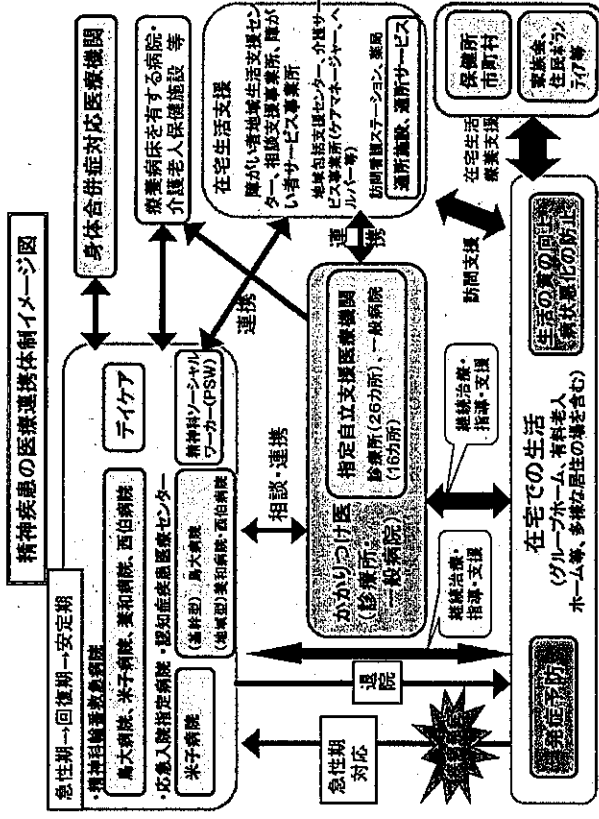 精神疾患の医療連携体制イメージ図
急性期→回復期→安定期
・精神科輪番救急病院
鳥大病院、米子病院、養和病院、西伯病院
デイケア
・応急入院指定病院
米子病院
・認知症疾患医療センター
(基幹型) 鳥大病院
(地域型)養和病院・西伯病院
精神科ソーシャル
ワーカー(PSW)
身体合併症対応医療機関
療養病床を有する病院・
介護老人保健施設 等
連携
在宅生活支援
障がい者地域生活支援セン
ター、相談支援事業所、障が
い者サービス事業所
地域包括支援センター、介護サー
ビス事業所(ケアマネージャー、ヘ
ルパー等)
訪問看護ステーション、薬局
通所施設、通所サービス
相談・連携
連携
かかりつけ医
(診療所・
一般病院)
指定自立支援医療機関
診療所(26カ所)、一般病院
(16カ所)
急性期
対応
退院
継続治療・
指導・支援
継続治療・
指導・支援
訪問支援
在宅生活
療養支援
保健所
市町村
家族会、
住民ボラン
ティア等
在宅での生活
(グループホーム、有料老人
ホーム等、多様な居住の場を含む)
再発症予防
生活の質の向上
病状悪化の防止